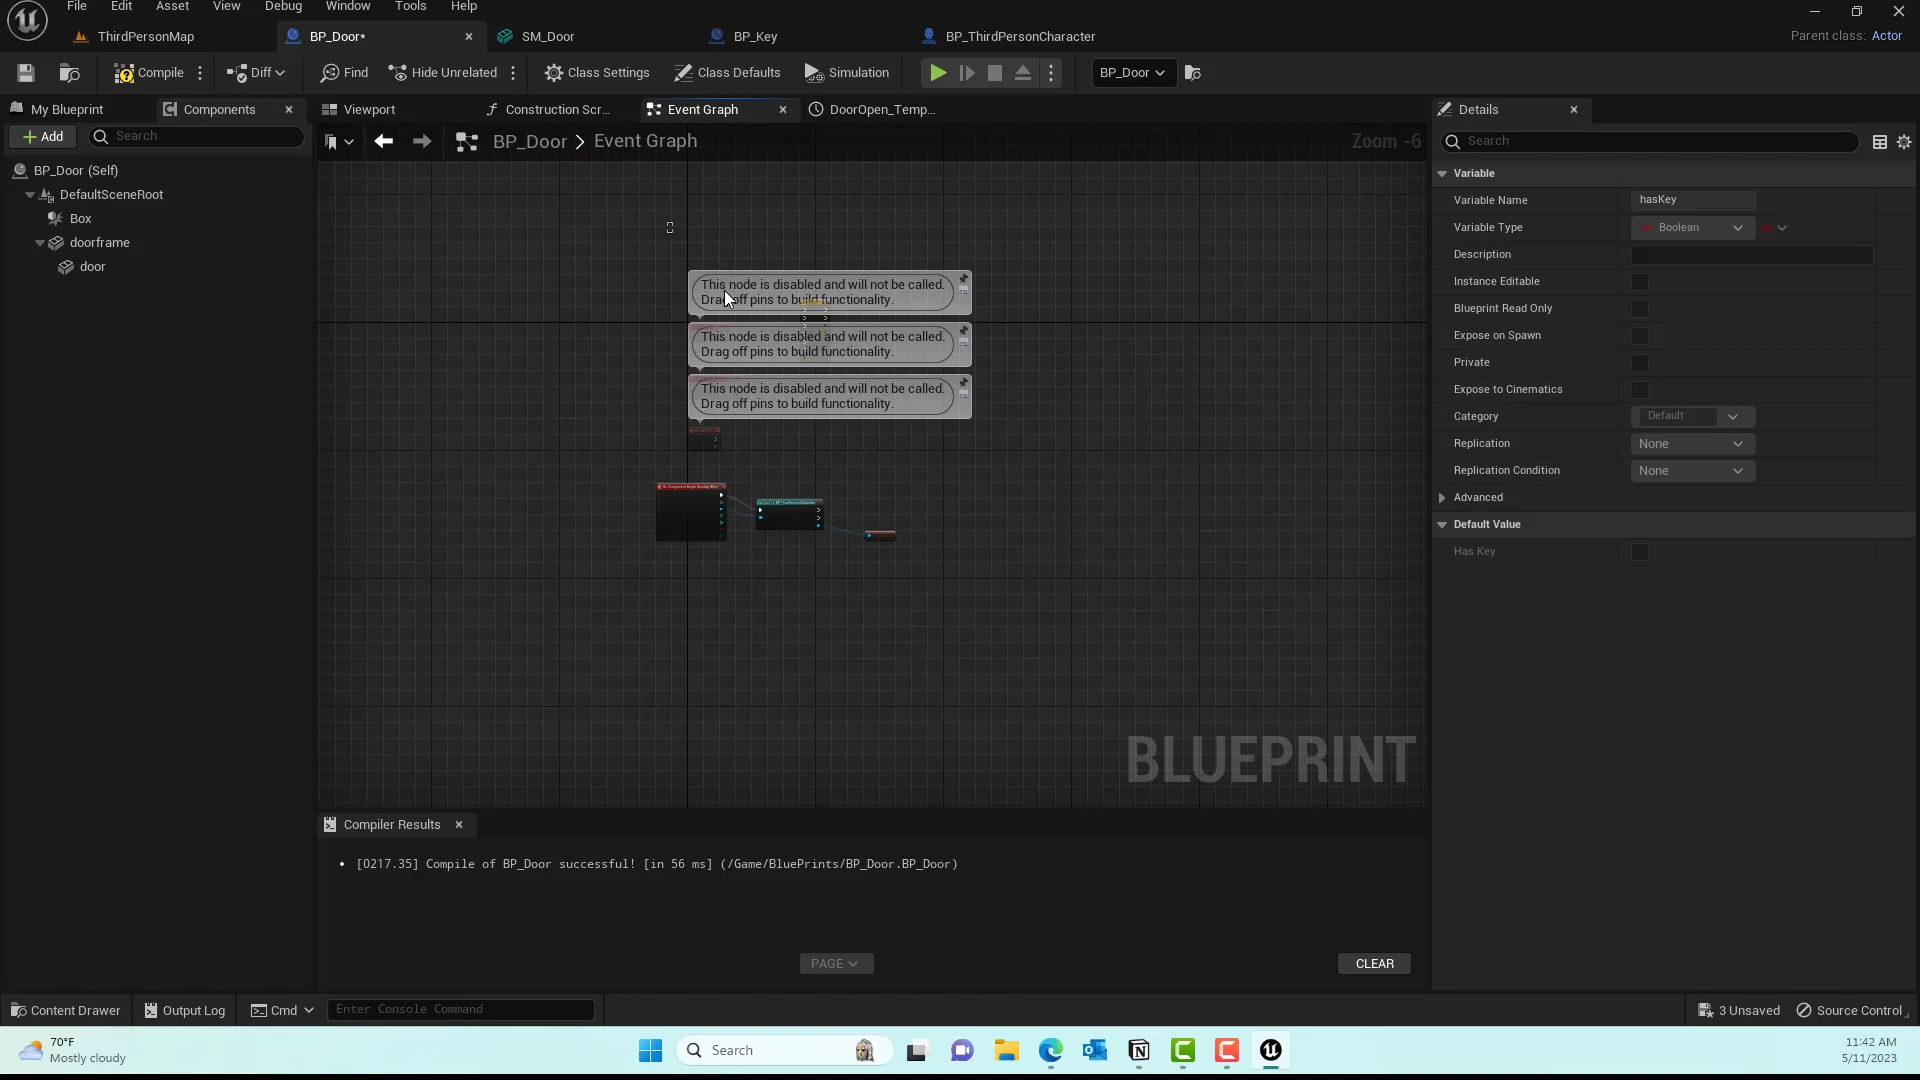 File Edit Asset View Debug Window Tools Help
ThirdPersonMap BP_Door* SM_Door BP_Key BP_ThirdPersonCharacter Parent class: Actor
Compile Diff Find Hide Unrelated Class Settings Class Defaults Simulation BP_Door
My Blueprint Components Viewport Construction Scr... Event Graph DoorOpen_Temp... Details
Add Search BP_Door > Event Graph Zoom -6 Search
BP_Door (Self)
DefaultSceneRoot
Box
doorframe
door
This node is disabled and will not be called.
Drag off pins to build functionality.
This node is disabled and will not be called.
Drag off pins to build functionality.
This node is disabled and will not be called.
Drag off pins to build functionality.
BLUEPRINT
Variable
Variable Name hasKey
Variable Type Boolean
Description
Instance Editable
Blueprint Read Only
Expose on Spawn
Private
Expose to Cinematics
Category Default
Replication None
Replication Condition None
Advanced
Default Value
Has Key
Compiler Results
• [0217.35] Compile of BP_Door successful! [in 56 ms] (/Game/BluePrints/BP_Door.BP_Door)
PAGE CLEAR
Content Drawer Output Log Cmd Enter Console Command 3 Unsaved Source Control
70°F
Mostly cloudy
Search
11:42 AM
5/11/2023